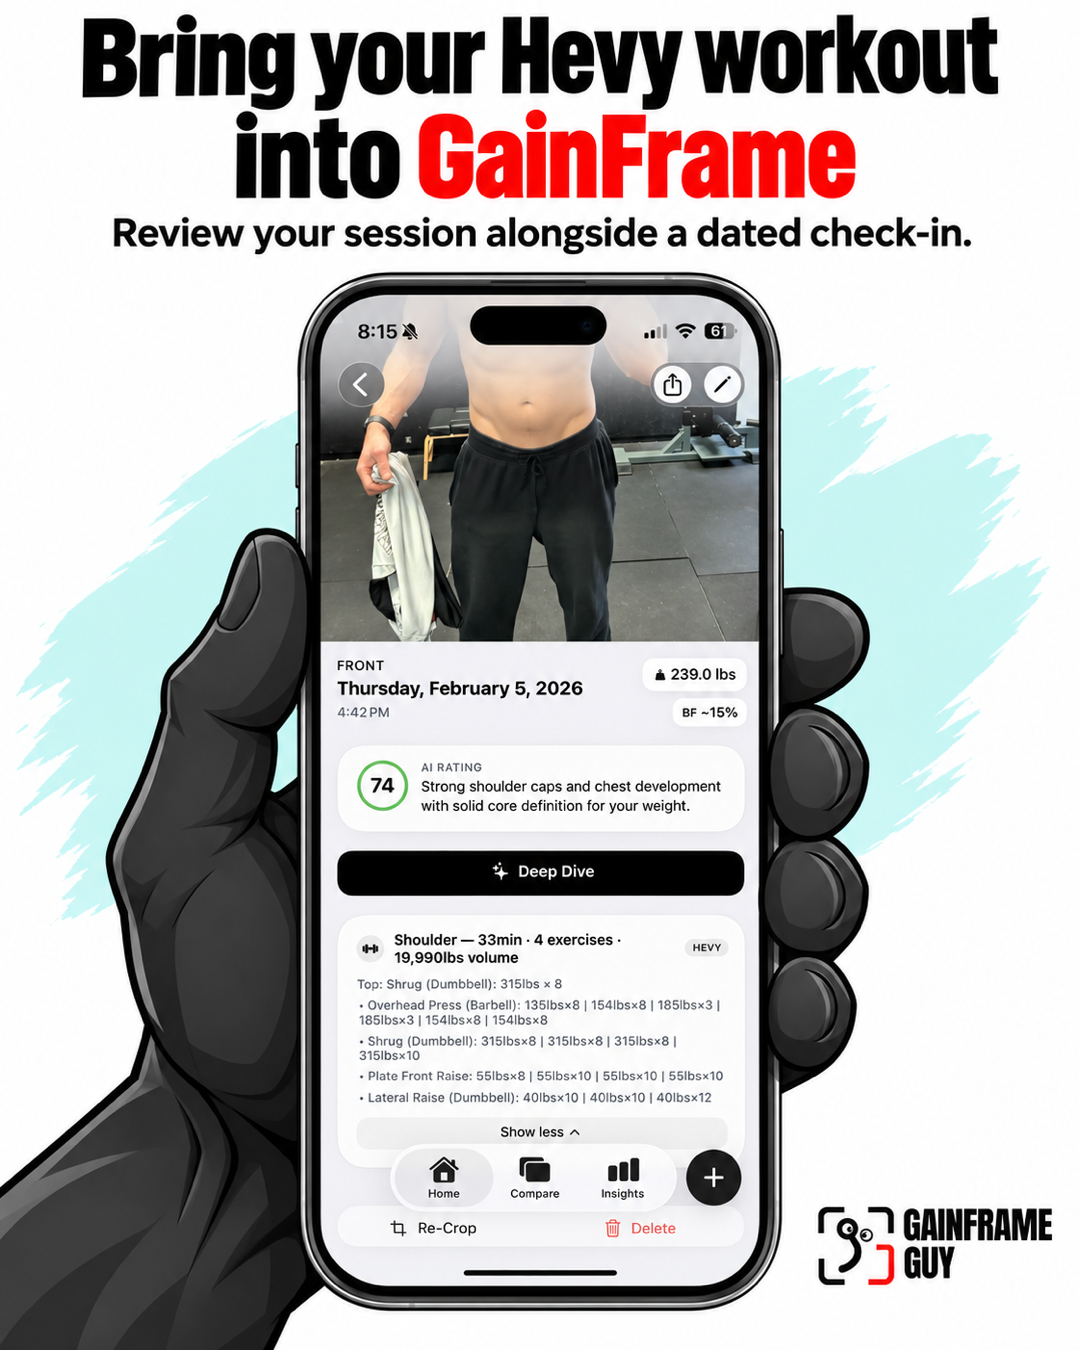 Bring your Hevy workout
into GainFrame
Review your session alongside a dated check-in.
8:15
61
FRONT
Thursday, February 5, 2026
4:42 PM
239.0 lbs
BF ~15%
74
AI RATING
Strong shoulder caps and chest development
with solid core definition for your weight.
Deep Dive
Shoulder — 33min · 4 exercises ·
19,990lbs volume
HEVY
Top: Shrug (Dumbbell): 315lbs × 8
• Overhead Press (Barbell): 135lbs×8 | 154lbs×8 | 185lbs×3 |
185lbs×3 | 154lbs×8 | 154lbs×8
• Shrug (Dumbbell): 315lbs×8 | 315lbs×8 | 315lbs×8 |
315lbs×10
• Plate Front Raise: 55lbs×8 | 55lbs×10 | 55lbs×10 | 55lbs×10
• Lateral Raise (Dumbbell): 40lbs×10 | 40lbs×10 | 40lbs×12
Show less
Home
Compare
Insights
Re-Crop
Delete
GAINFRAME
GUY